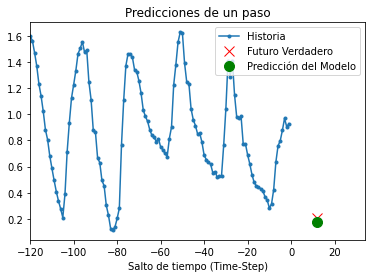 Predicciones de un paso
1.6
1.4
1.2
1.0
0.8
0.6
0.4
0.2
Historia
Futuro Verdadero
Predicción del Modelo
−120 −100 −80 −60 −40 −20 0 20
Salto de tiempo (Time-Step)